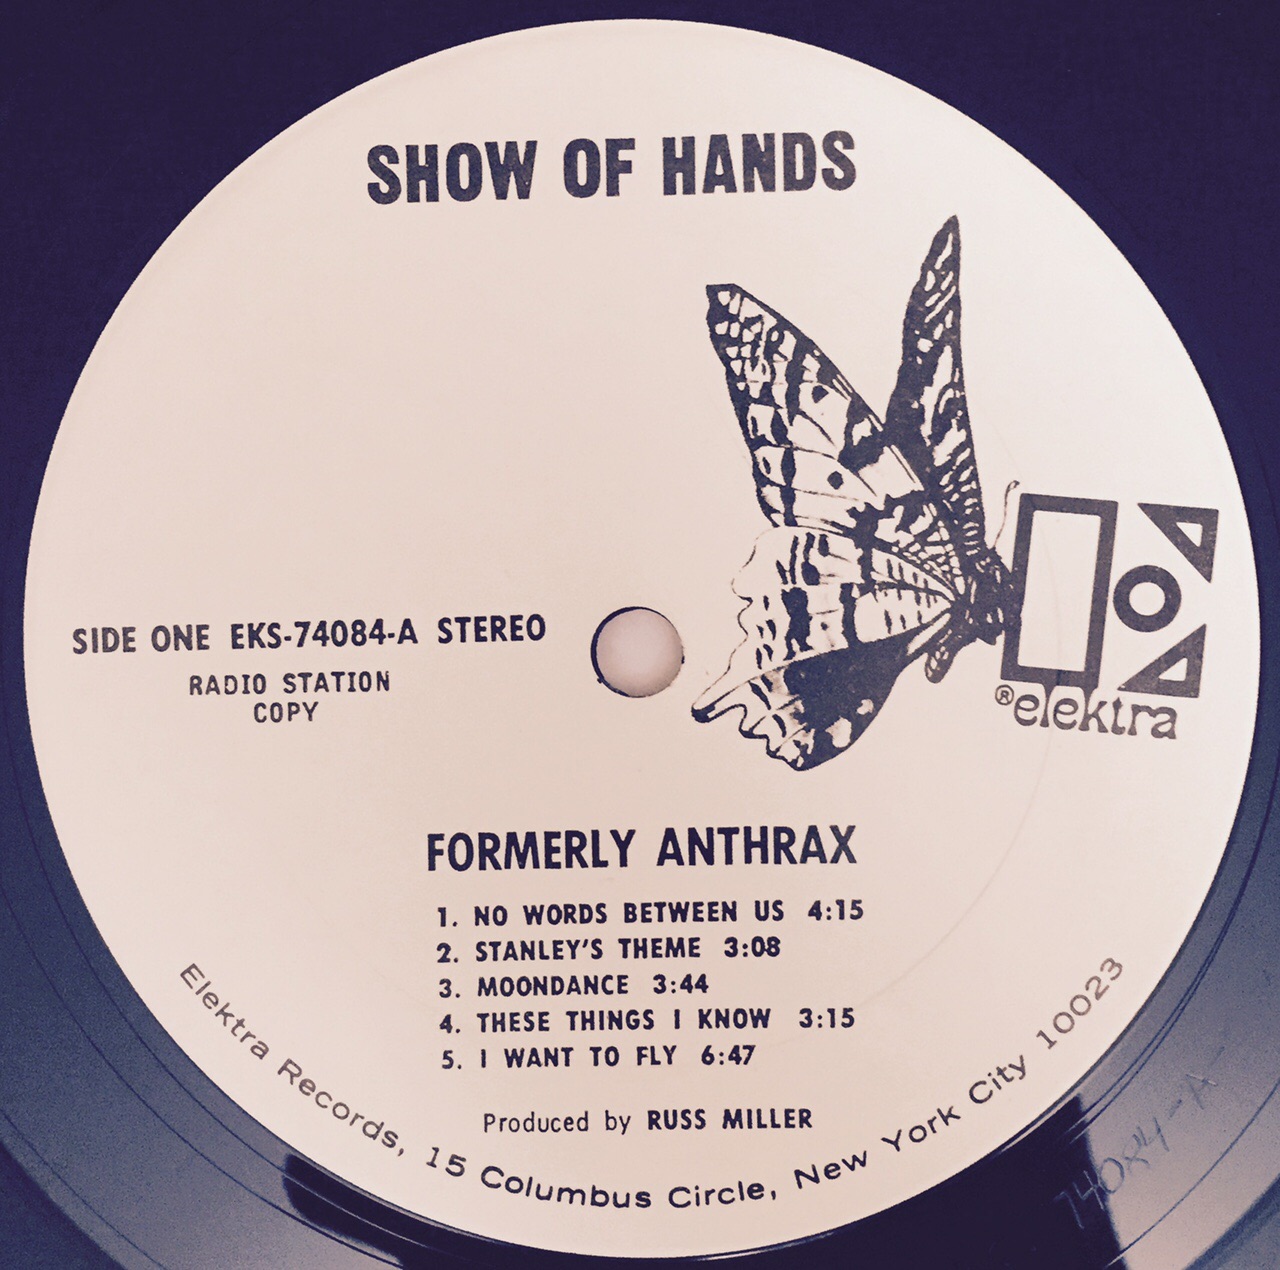 SHOW OF HANDS
®elektra
SIDE ONE EKS-74084-A STEREO
RADIO STATION
COPY
FORMERLY ANTHRAX
1. NO WORDS BETWEEN US 4:15
2. STANLEY'S THEME 3:08
3. MOONDANCE 3:44
4. THESE THINGS I KNOW 3:15
5. I WANT TO FLY 6:47
Produced by RUSS MILLER
Elektra Records, 15 Columbus Circle, New York City 10023
74084-A